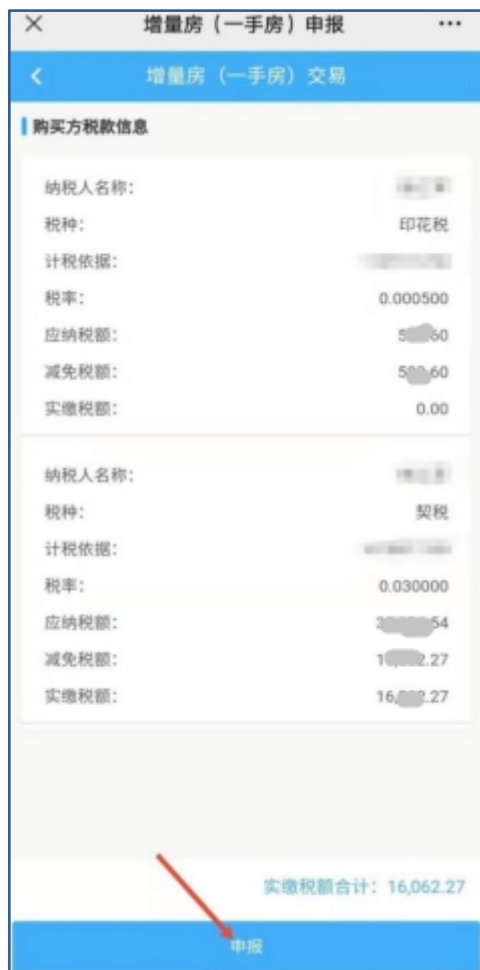 增量房（一手房）申报
增量房（一手房）交易
购买方税款信息
纳税人名称：
税种： 印花税
计税依据：
税率： 0.000500
应纳税额：
减免税额：
实缴税额： 0.00
纳税人名称：
税种： 契税
计税依据：
税率： 0.030000
应纳税额：
减免税额：
实缴税额：
实缴税额合计：16,062.27
申报